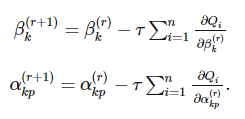 β_k^{(r+1)} = β_k^{(r)} − τ ∑_{i=1}^{n} ∂Q_i / ∂β_k^{(r)}
α_{kp}^{(r+1)} = α_{kp}^{(r)} − τ ∑_{i=1}^{n} ∂Q_i / ∂α_{kp}^{(r)}.